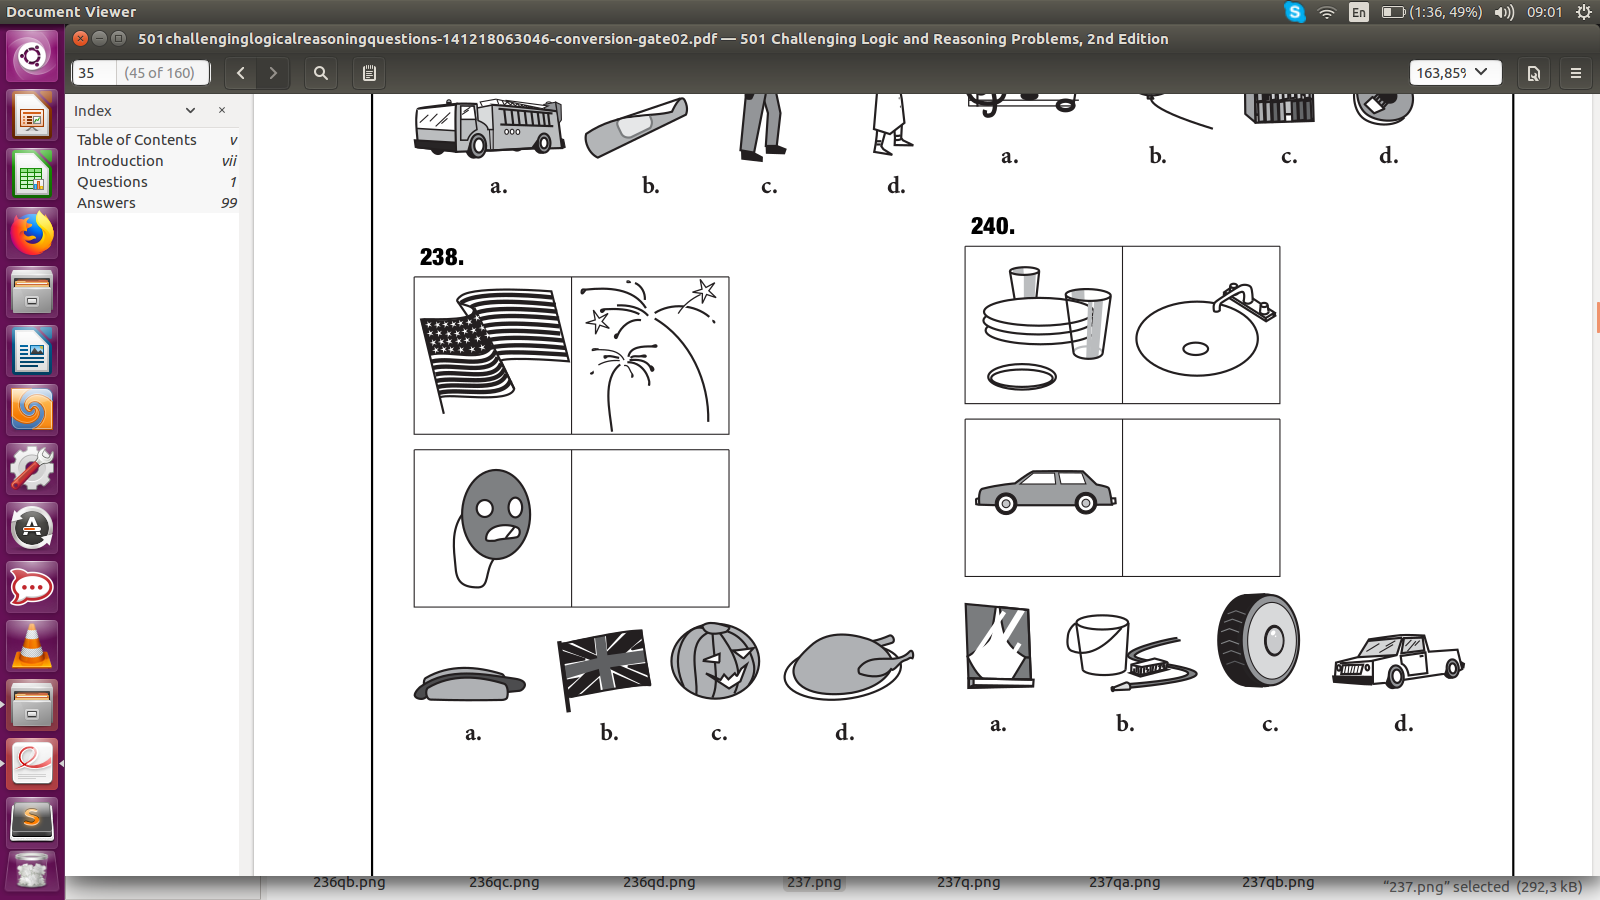 Document Viewer
En
(1:36, 49%)
09:01
501challenginglogicalreasoningquestions-141218063046-conversion-gate02.pdf — 501 Challenging Logic and Reasoning Problems, 2nd Edition
35
(45 of 160)
163,85%
Index
Table of Contents v
Introduction vii
Questions 1
Answers 99
a. b. c. d.
238.
a. b. c. d.
a. b. c. d.
240.
a. b. c. d.
236qb.png 236qc.png 236qd.png 237.png 237q.png 237qa.png 237qb.png
“237.png” selected (292,3 kB)